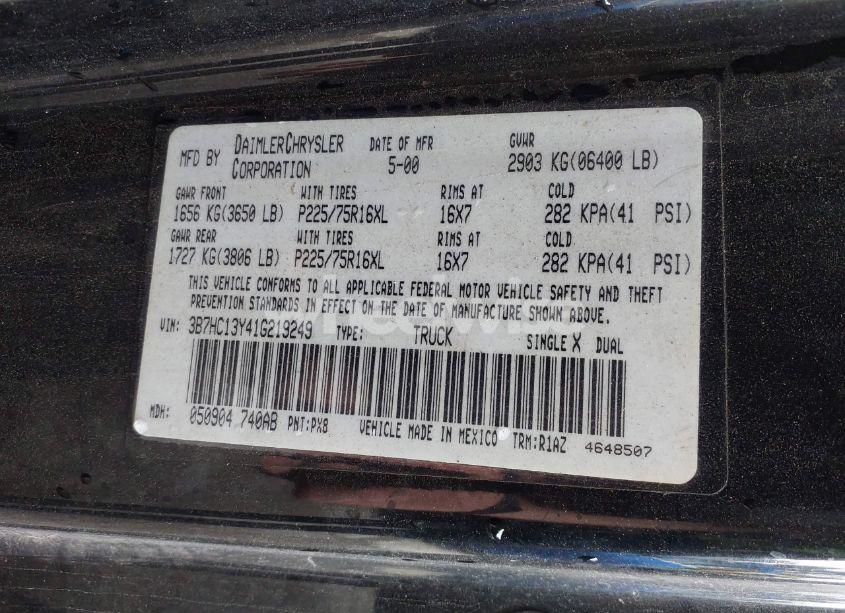 MFD BY DAIMLERCHRYSLER CORPORATION DATE OF MFR 5-00 GVWR 2903 KG(06400 LB)
GAWR FRONT WITH TIRES RIMS AT COLD
1656 KG(3650 LB) P225/75R16XL 16X7 282 KPA(41 PSI)
GAWR REAR WITH TIRES RIMS AT COLD
1727 KG(3806 LB) P225/75R16XL 16X7 282 KPA(41 PSI)
THIS VEHICLE CONFORMS TO ALL APPLICABLE FEDERAL MOTOR VEHICLE SAFETY AND THEFT
PREVENTION STANDARDS IN EFFECT ON THE DATE OF MANUFACTURE SHOWN ABOVE.
VIN: 3B7HC13Y41G219249 TYPE: TRUCK SINGLE X DUAL
MDH: 050904 740AB PNT:PX8 VEHICLE MADE IN MEXICO TRM:R1AZ 4648507